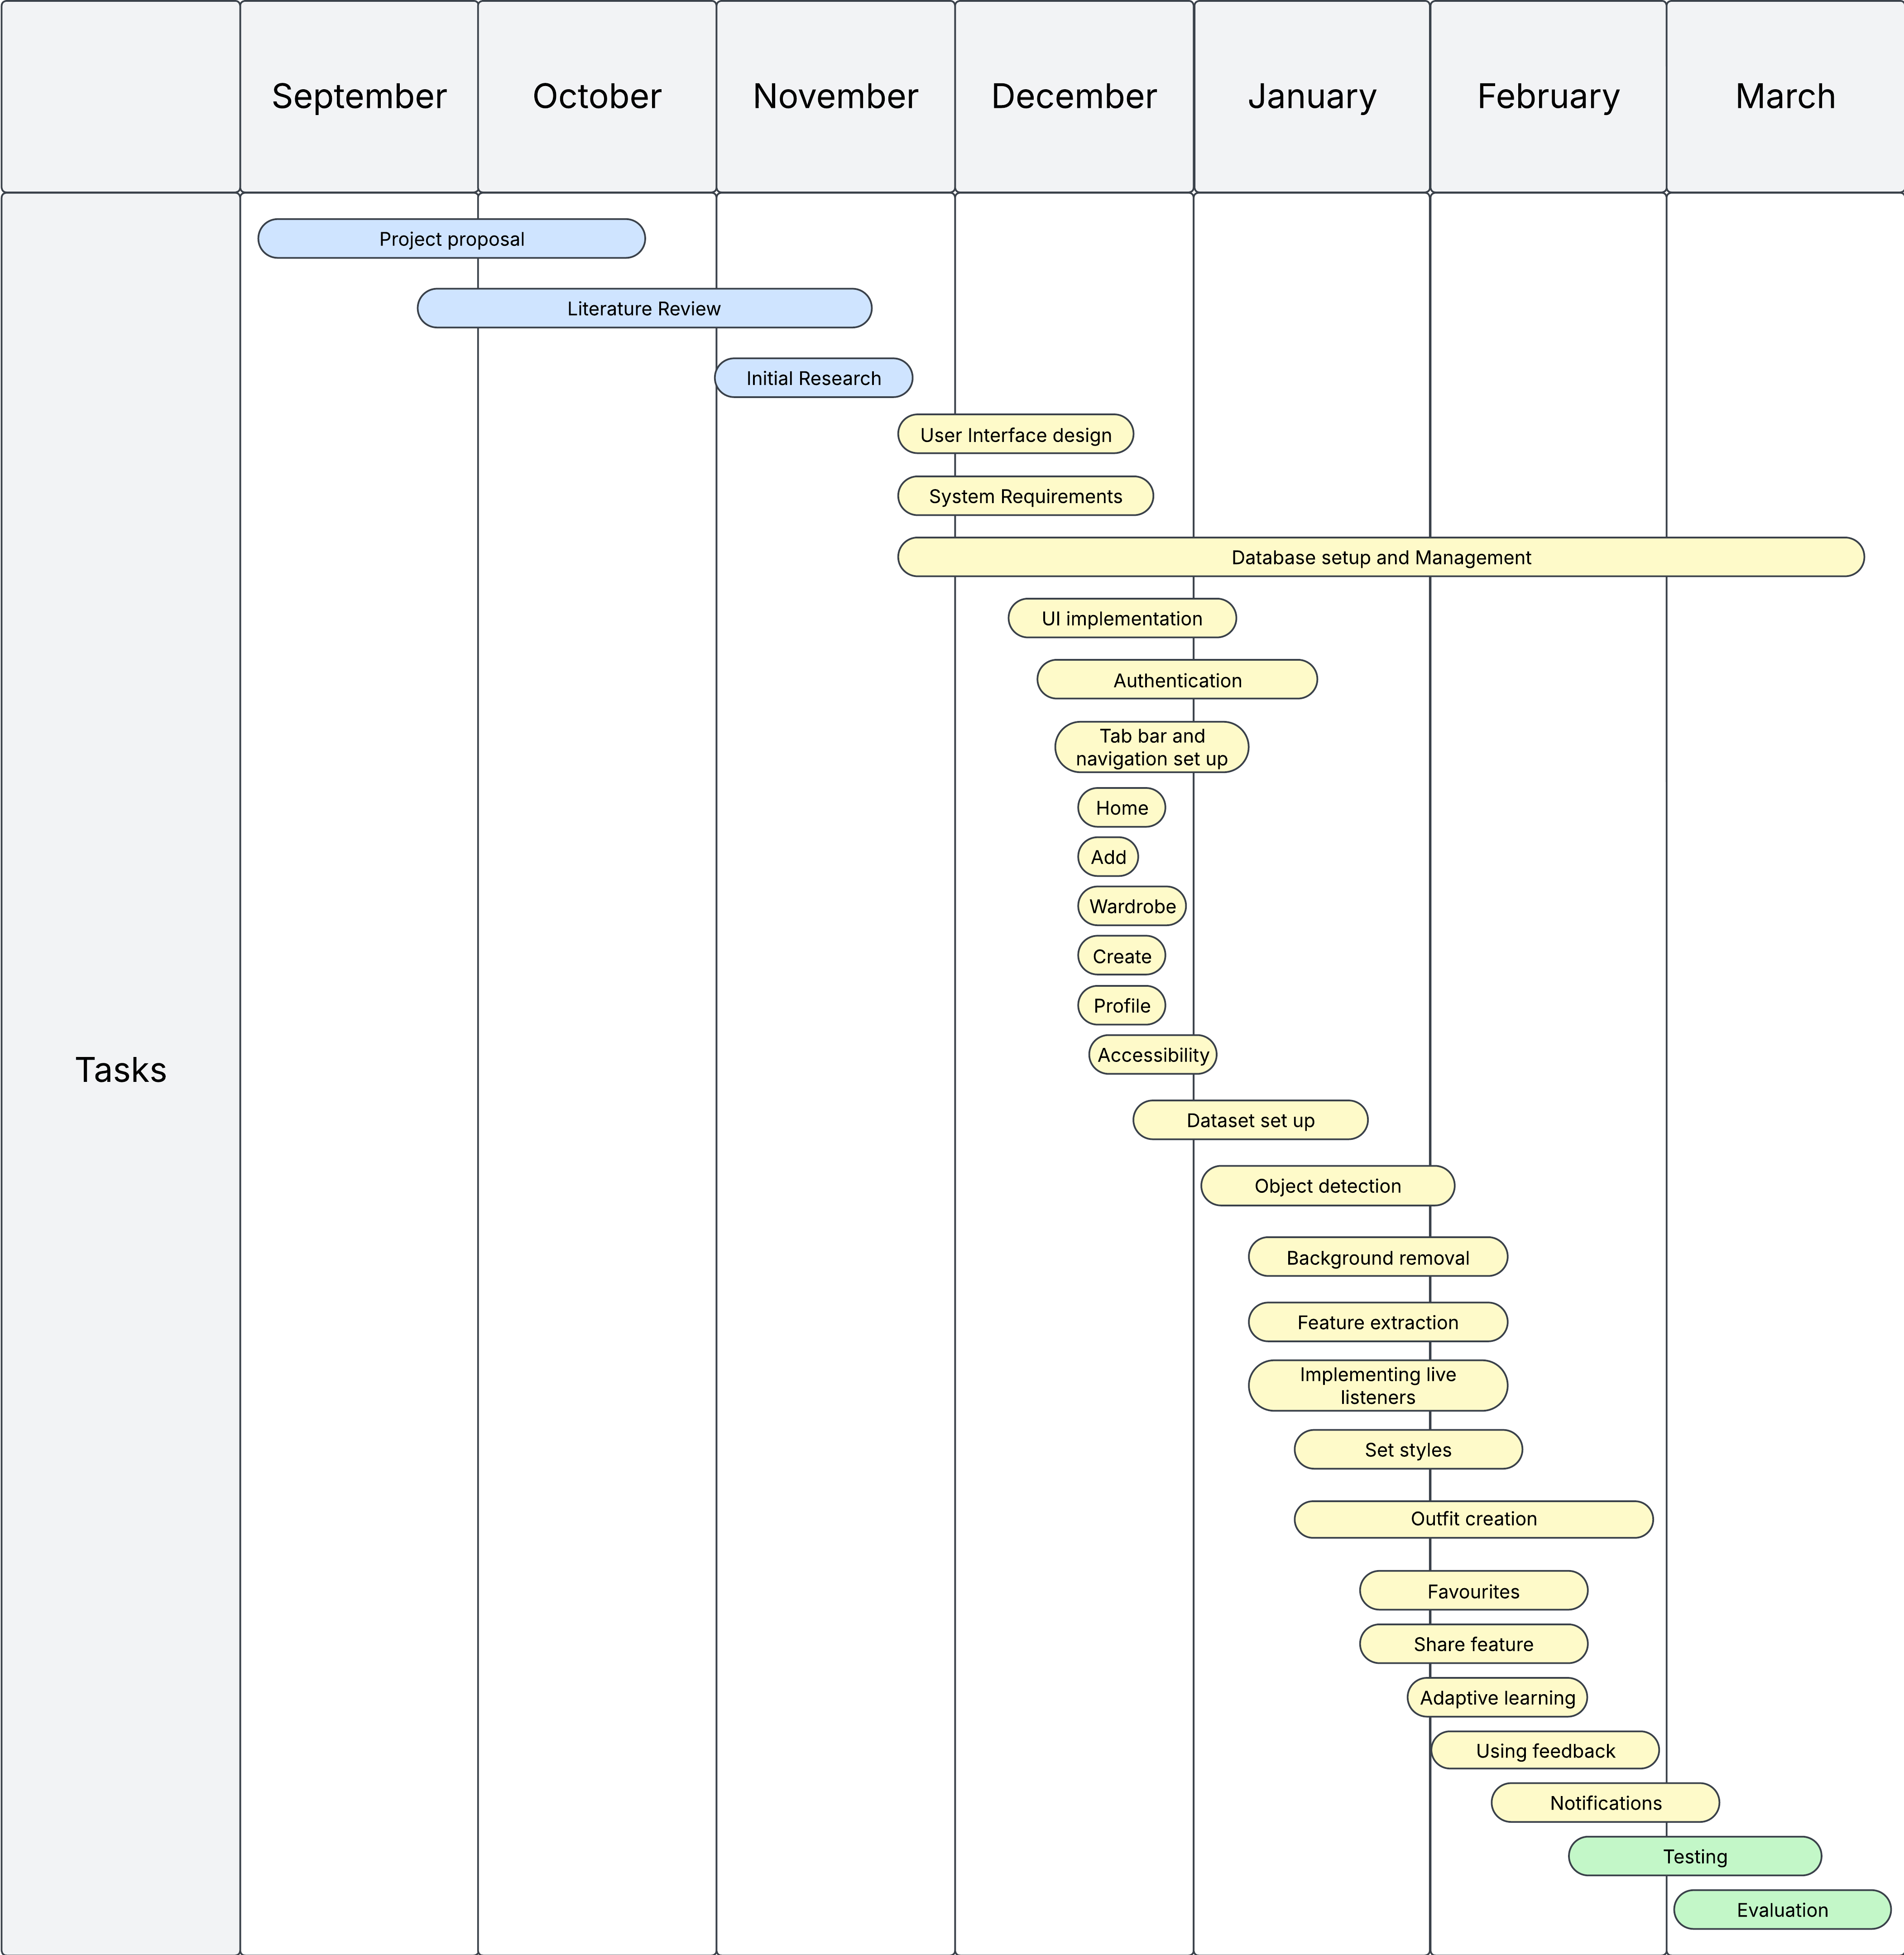 September
October
November
December
January
February
March
Tasks
Project proposal
Literature Review
Initial Research
User Interface design
System Requirements
Database setup and Management
UI implementation
Authentication
Tab bar and
navigation set up
Home
Add
Wardrobe
Create
Profile
Accessibility
Dataset set up
Object detection
Background removal
Feature extraction
Implementing live
listeners
Set styles
Outfit creation
Favourites
Share feature
Adaptive learning
Using feedback
Notifications
Testing
Evaluation